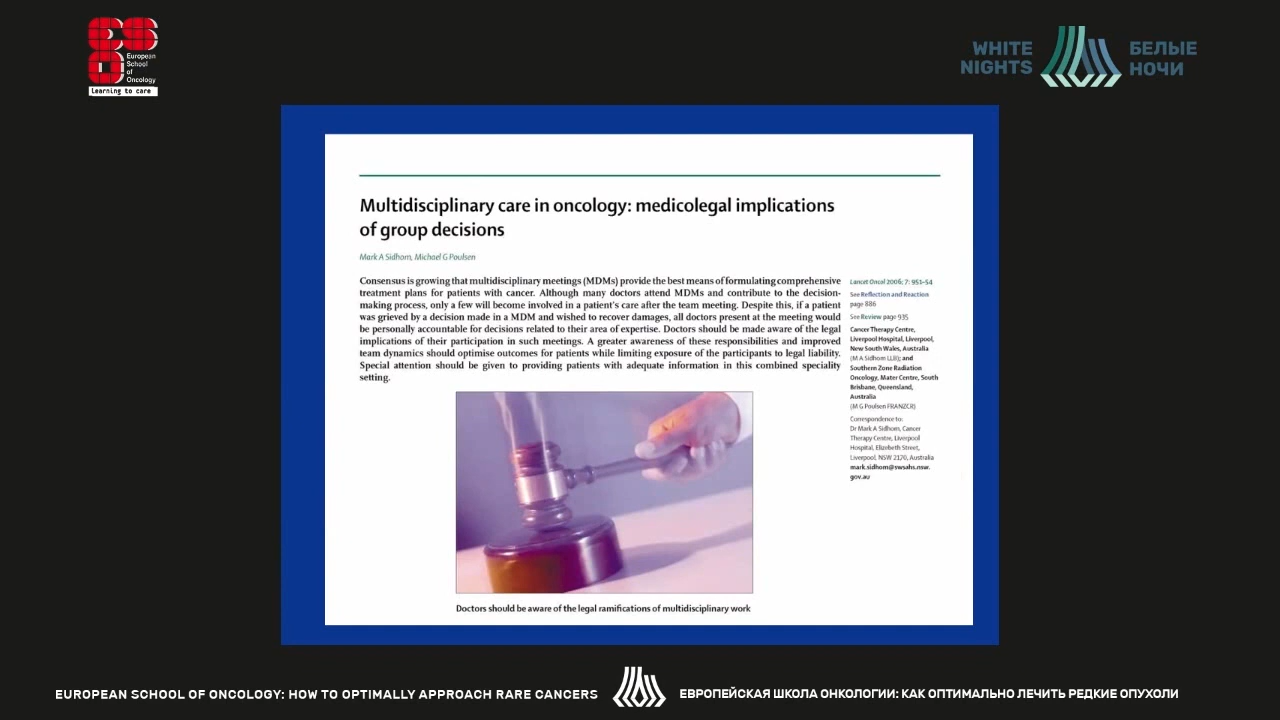 European
School
of
Oncology
Learning to care
WHITE
NIGHTS
БЕЛЫЕ
НОЧИ
Multidisciplinary care in oncology: medicolegal implications
of group decisions
Mark A Sidhom, Michael G Poulsen
Consensus is growing that multidisciplinary meetings (MDMs) provide the best means of formulating comprehensive
treatment plans for patients with cancer. Although many doctors attend MDMs and contribute to the decision-
making process, only a few will become involved in a patient's care after the team meeting. Despite this, if a patient
was grieved by a decision made in a MDM and wished to recover damages, all doctors present at the meeting would
be personally accountable for decisions related to their area of expertise. Doctors should be made aware of the legal
implications of their participation in such meetings. A greater awareness of these responsibilities and improved
team dynamics should optimise outcomes for patients while limiting exposure of the participants to legal liability.
Special attention should be given to providing patients with adequate information in this combined speciality
setting.
Lancet Oncol 2006; 7: 951–54
See Reflection and Reaction
page 886
See Review page 935
Cancer Therapy Centre,
Liverpool Hospital, Liverpool,
New South Wales, Australia
(M A Sidhom LLB); and
Southern Zone Radiation
Oncology, Mater Centre, South
Brisbane, Queensland,
Australia
(M G Poulsen FRANZCR)
Correspondence to:
Dr Mark A Sidhom, Cancer
Therapy Centre, Liverpool
Hospital, Elizabeth Street,
Liverpool, NSW 2170, Australia
mark.sidhom@swsahs.nsw.
gov.au
Doctors should be aware of the legal ramifications of multidisciplinary work
EUROPEAN SCHOOL OF ONCOLOGY: HOW TO OPTIMALLY APPROACH RARE CANCERS
ЕВРОПЕЙСКАЯ ШКОЛА ОНКОЛОГИИ: КАК ОПТИМАЛЬНО ЛЕЧИТЬ РЕДКИЕ ОПУХОЛИ